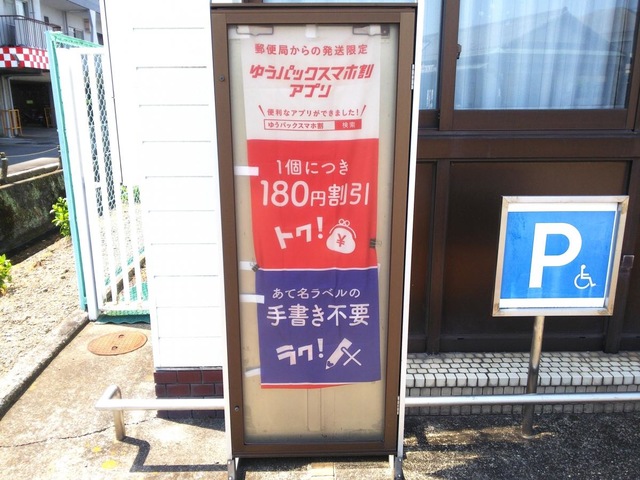 郵便局からの発送限定
ゆうパックスマホ割
アプリ
便利なアプリができました!
ゆうパックスマホ割 検索
1個につき
180円割引
トク!
¥
あて名ラベルの
手書き不要
ラク!
P